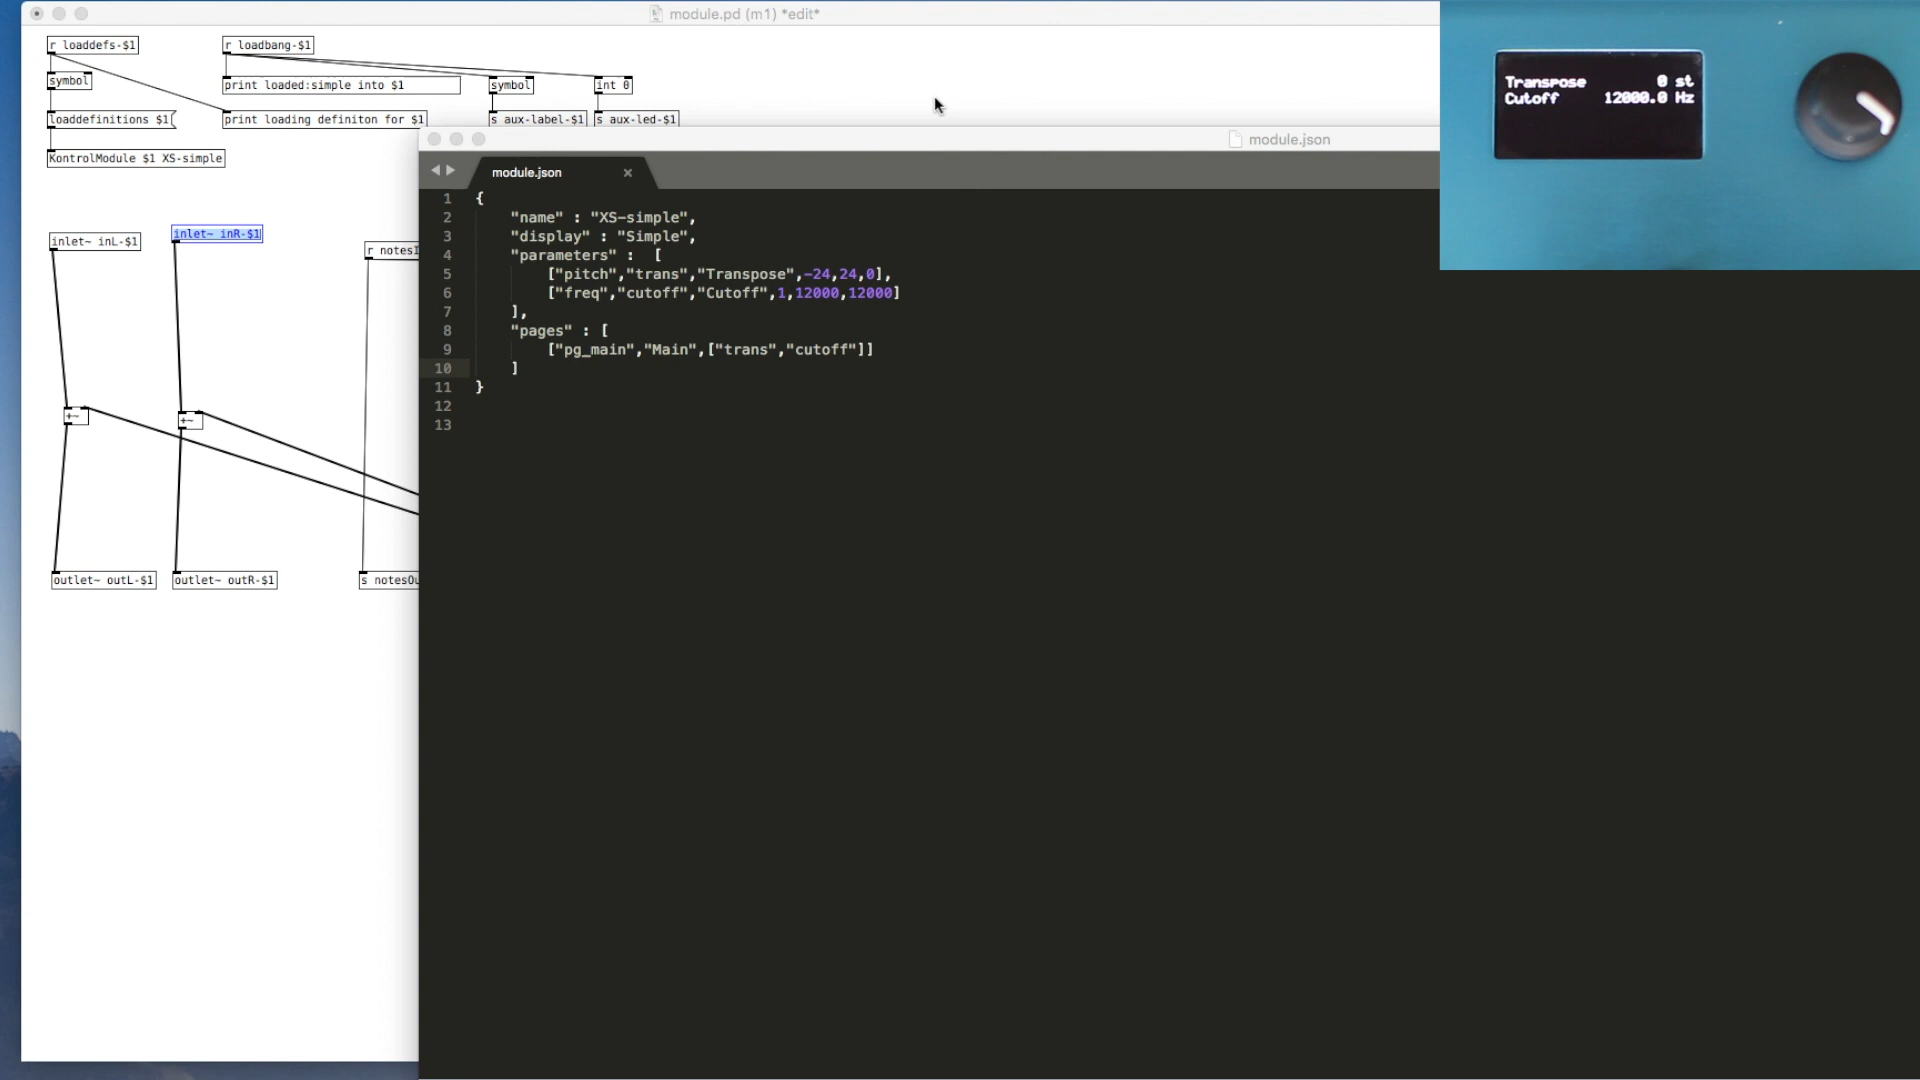 module.pd (m1) *edit*
r loaddefs-$1
r loadbang-$1
symbol
print loaded:simple into $1
symbol
int 0
loaddefinitions $1
print loading definiton for $1
s aux-label-$1
s aux-led-$1
KontrolModule $1 XS-simple
inlet~ inL-$1
inlet~ inR-$1
r notesI
+~
+~
outlet~ outL-$1
outlet~ outR-$1
s notesOu
module.json
module.json
1 {
2 "name" : "XS-simple",
3 "display" : "Simple",
4 "parameters" : [
5 ["pitch","trans","Transpose",-24,24,0],
6 ["freq","cutoff","Cutoff",1,12000,12000]
7 ],
8 "pages" : [
9 ["pg_main","Main",["trans","cutoff"]]
10 ]
11 }
12
13
Transpose 0 st
Cutoff 12000.0 Hz